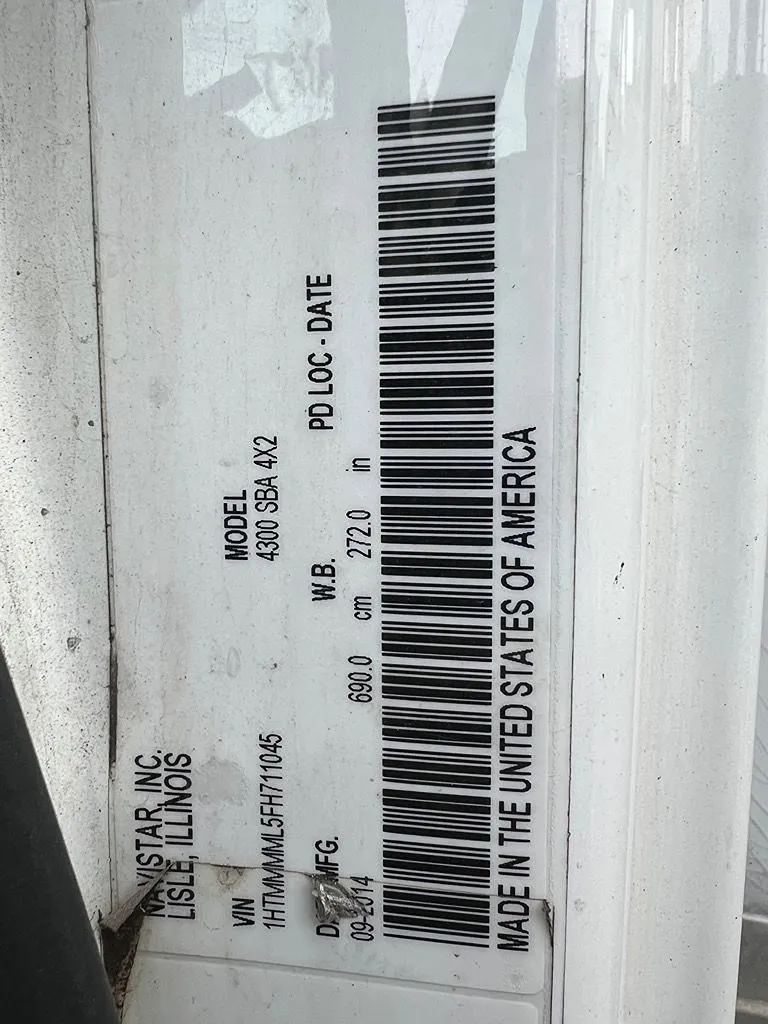 NAVISTAR, INC.
LISLE, ILLINOIS
VIN MODEL
1HTMMMML5FH711045 4300 SBA 4X2
MFG. W.B. PD LOC - DATE
09-2014 690.0 cm 272.0 in
MADE IN THE UNITED STATES OF AMERICA